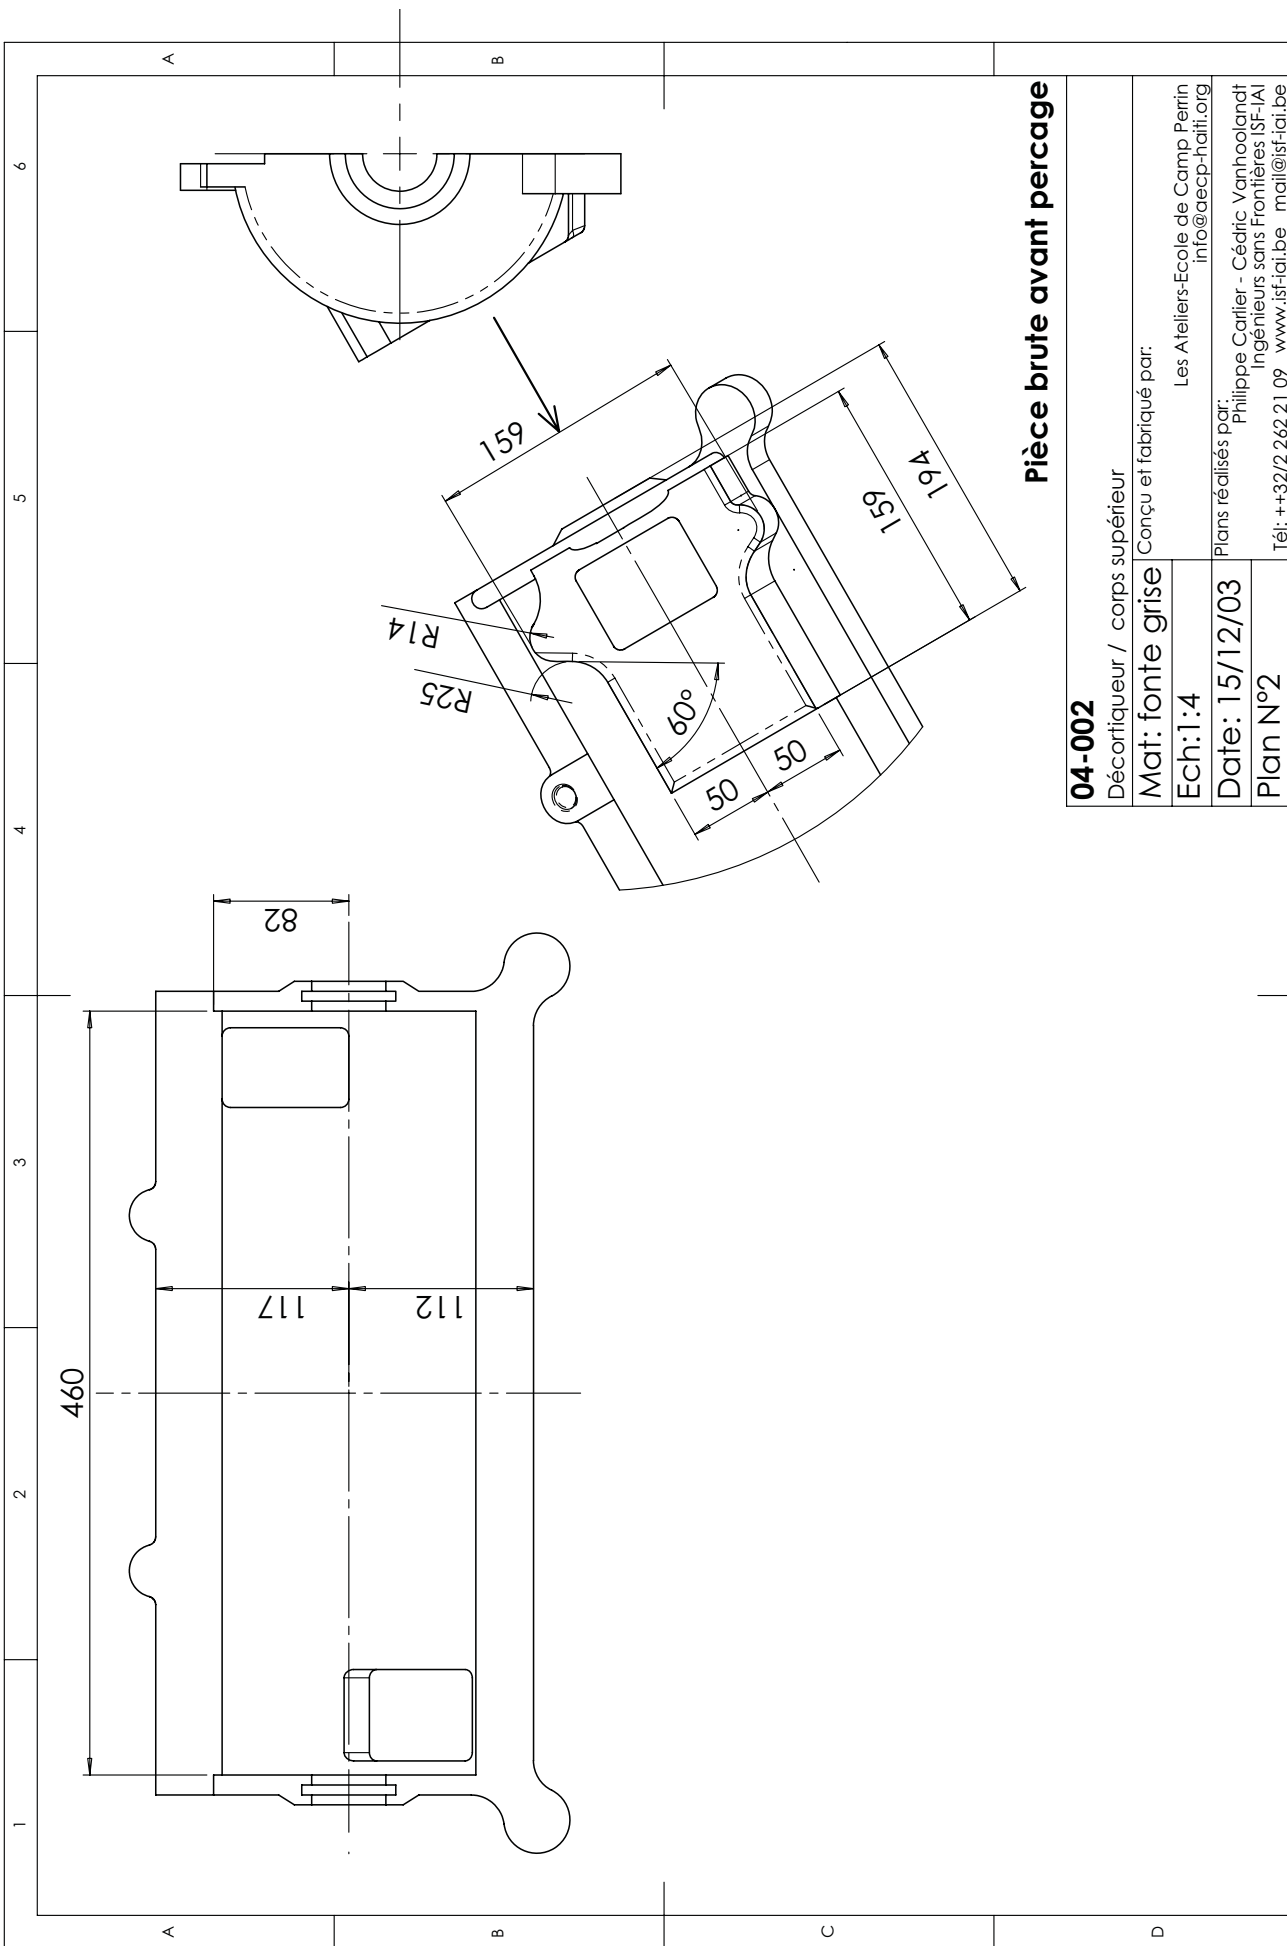 1
2
3
4
5
6
A
B
C
D
A
B
460
117
112
82
159
R14
R25
60°
50
50
159
194
Pièce brute avant percage
04-002
Décortiqueur / corps supérieur
Mat: fonte grise
Ech:1:4
Date: 15/12/03
Plan N°2
Conçu et fabriqué par:
Les Ateliers-Ecole de Camp Perrin
info@aecp-haiti.org
Plans réalisés par:
Philippe Carlier - Cédric Vanhoolandt
Ingénieurs sans Frontières ISF-IAI
Tél: ++32/2 262 21 09 www.isf-iai.be mail@isf-iai.be